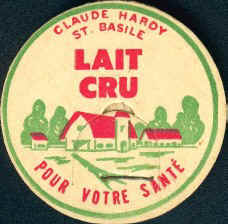 CLAUDE HARDY
ST. BASILE
LAIT
CRU
POUR VOTRE SANTÉ